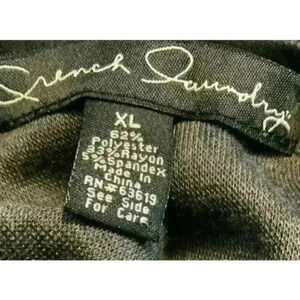 French Laundry
XL
62%
Polyester
33% Rayon
5% Spandex
Made In
China
RN#63619
See Side
For Care